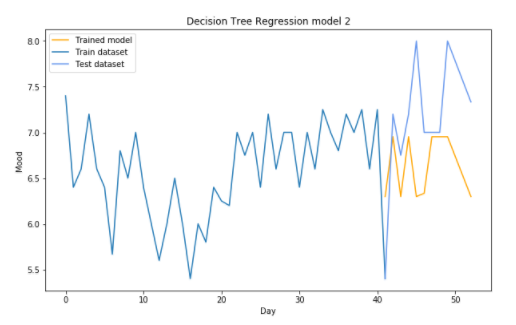 Decision Tree Regression model 2
Trained model
Train dataset
Test dataset
8.0
7.5
7.0
6.5
6.0
5.5
Mood
0
10
20
30
40
50
Day